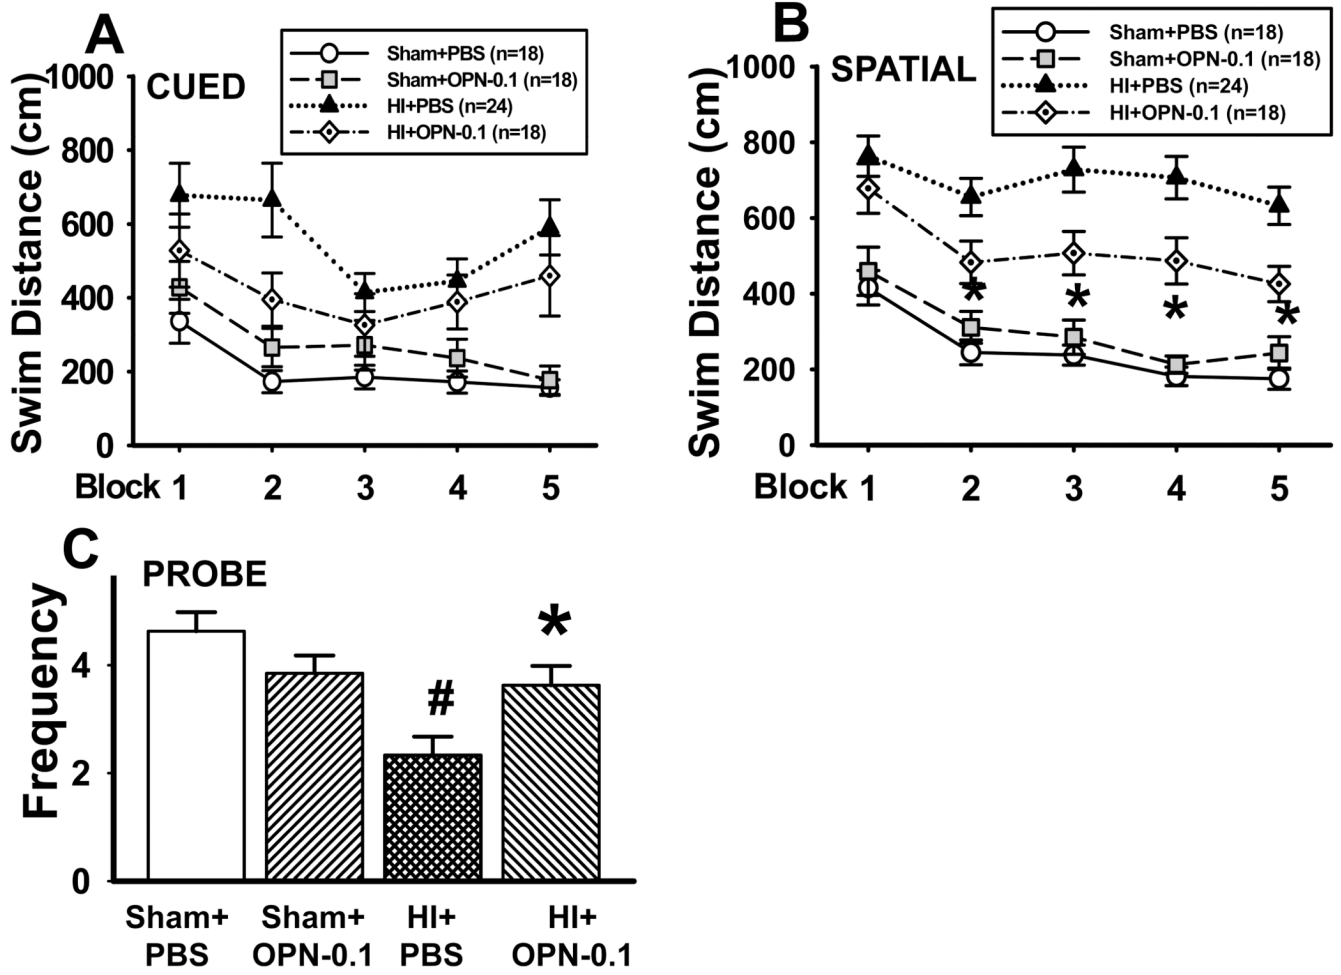 A
CUED
Sham+PBS (n=18)
Sham+OPN-0.1 (n=18)
HI+PBS (n=24)
HI+OPN-0.1 (n=18)
Swim Distance (cm)
1000
800
600
400
200
0
Block 1 2 3 4 5
B
SPATIAL
Sham+PBS (n=18)
Sham+OPN-0.1 (n=18)
HI+PBS (n=24)
HI+OPN-0.1 (n=18)
Swim Distance (cm)
1000
800
600
400
200
0
* * * *
Block 1 2 3 4 5
C
PROBE
Frequency
4
2
0
# *
Sham+ Sham+ HI+ HI+
PBS OPN-0.1 PBS OPN-0.1